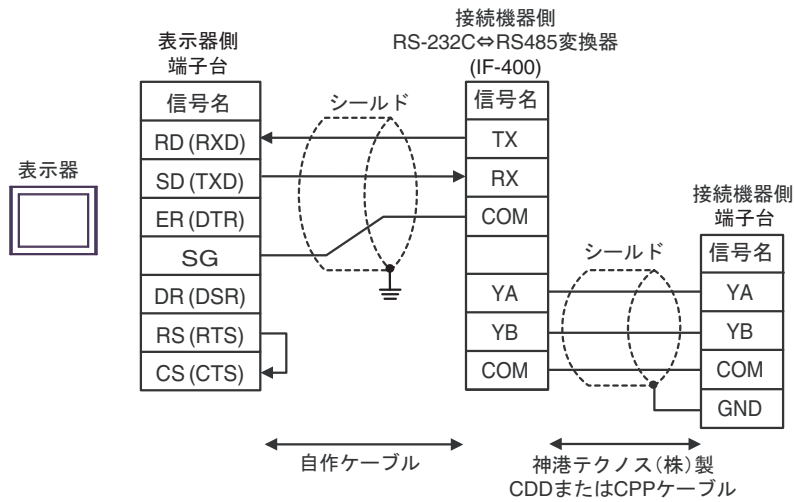 接続機器側
RS-232C⇔RS485変換器
(IF-400)
表示器側
端子台
信号名
RD (RXD)
SD (TXD)
ER (DTR)
SG
DR (DSR)
RS (RTS)
CS (CTS)
表示器
シールド
信号名
TX
RX
COM
YA
YB
COM
シールド
接続機器側
端子台
信号名
YA
YB
COM
GND
自作ケーブル
神港テクノス(株)製
CDDまたはCPPケーブル